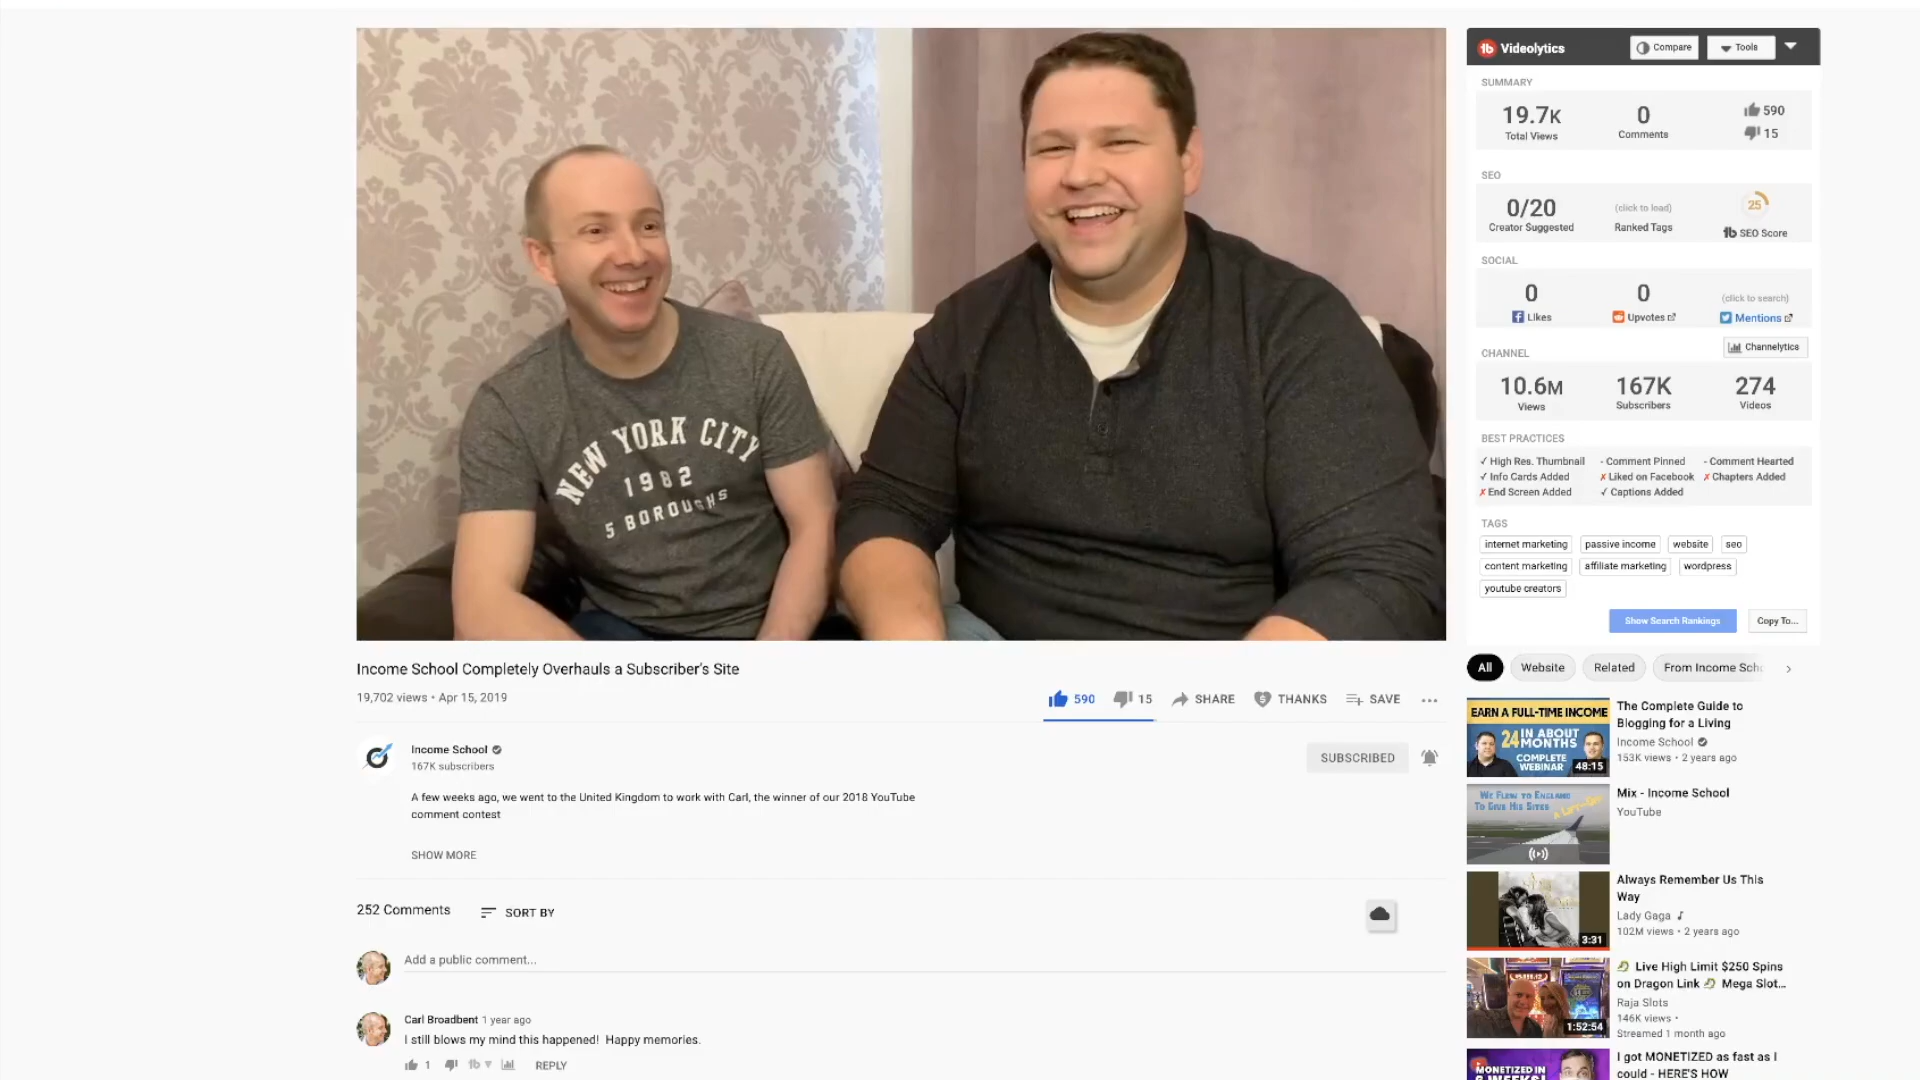 NEW YORK CITY
1982
5 BOROUGHS
Income School Completely Overhauls a Subscriber's Site
19,702 views • Apr 15, 2019
590
15
SHARE
THANKS
SAVE
Income School
167K subscribers
SUBSCRIBED
A few weeks ago, we went to the United Kingdom to work with Carl, the winner of our 2018 YouTube
comment contest
SHOW MORE
252 Comments
SORT BY
Add a public comment...
Carl Broadbent 1 year ago
I still blows my mind this happened! Happy memories.
1
REPLY
Videolytics
Compare
Tools
SUMMARY
19.7K
Total Views
0
Comments
590
15
SEO
0/20
Creator Suggested
(click to load)
Ranked Tags
25
SEO Score
SOCIAL
0
Likes
0
Upvotes
(click to search)
Mentions
CHANNEL
Channelytics
10.6M
Views
167K
Subscribers
274
Videos
BEST PRACTICES
✓ High Res. Thumbnail - Comment Pinned - Comment Hearted
✓ Info Cards Added ✗ Liked on Facebook ✗ Chapters Added
✗ End Screen Added ✓ Captions Added
TAGS
internet marketing passive income website seo
content marketing affiliate marketing wordpress
youtube creators
Show Search Rankings
Copy To...
All
Website
Related
From Income Scho
EARN A FULL-TIME INCOME
24 IN ABOUT
MONTHS
COMPLETE
WEBINAR
48:15
The Complete Guide to
Blogging for a Living
Income School
153K views • 2 years ago
We Flew to England
To Give His Sites
a Lift-Off
Mix - Income School
YouTube
3:31
Always Remember Us This
Way
Lady Gaga
102M views • 2 years ago
1:52:54
Live High Limit $250 Spins
on Dragon Link Mega Slot...
Raja Slots
146K views •
Streamed 1 month ago
MONETIZED IN
I got MONETIZED as fast as I
could - HERE'S HOW